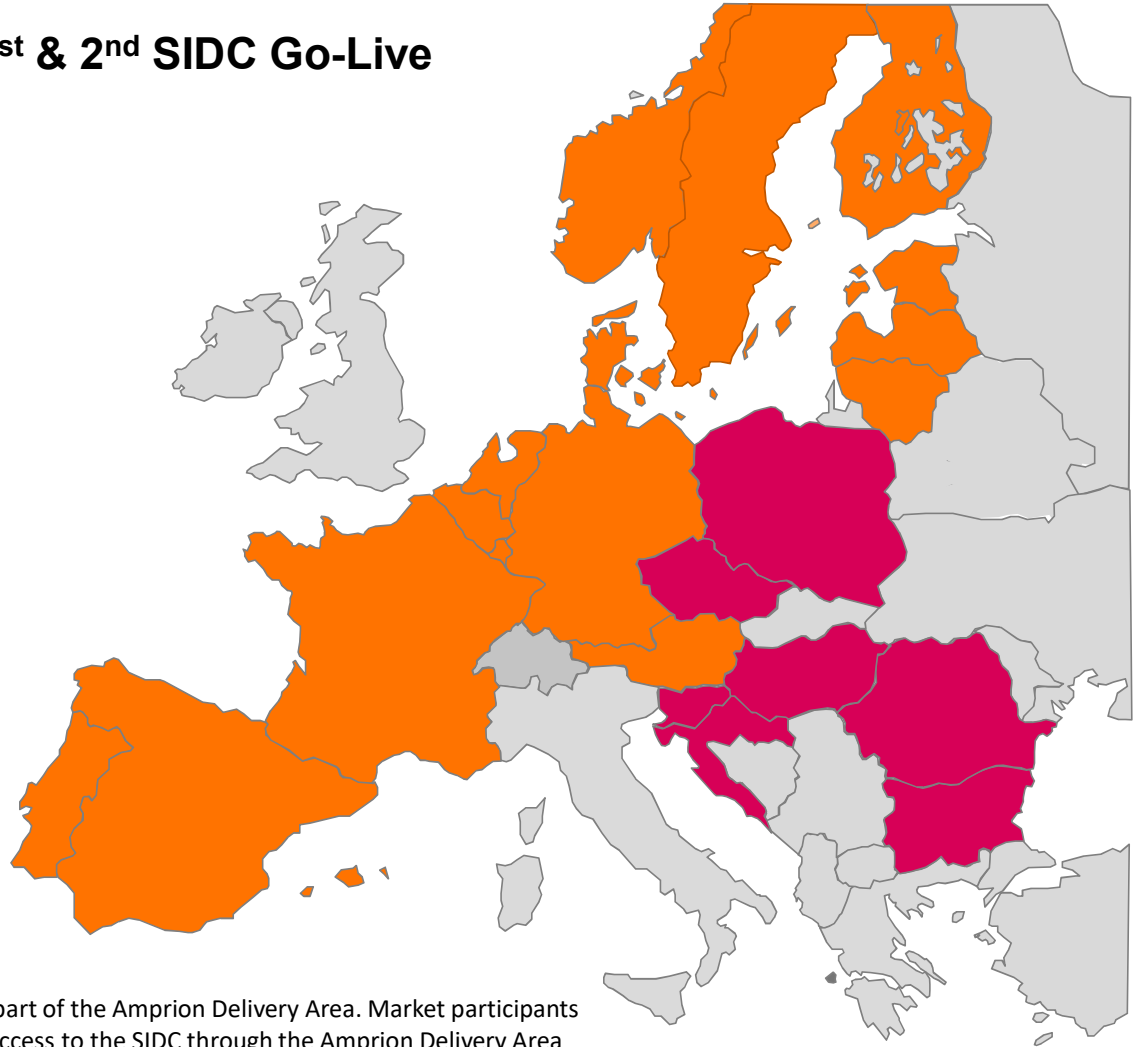 st & 2nd SIDC Go-Live
part of the Amprion Delivery Area. Market participants
ccess to the SIDC through the Amprion Delivery Area